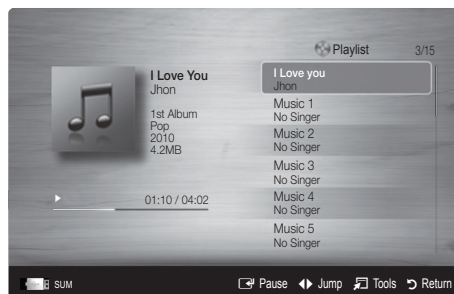 Playlist 3/15
I Love You
Jhon
1st Album
Pop
2010
4.2MB
01:10 / 04:02
I Love you
Jhon
Music 1
No Singer
Music 2
No Singer
Music 3
No Singer
Music 4
No Singer
Music 5
No Singer
SUM Pause Jump Tools Return